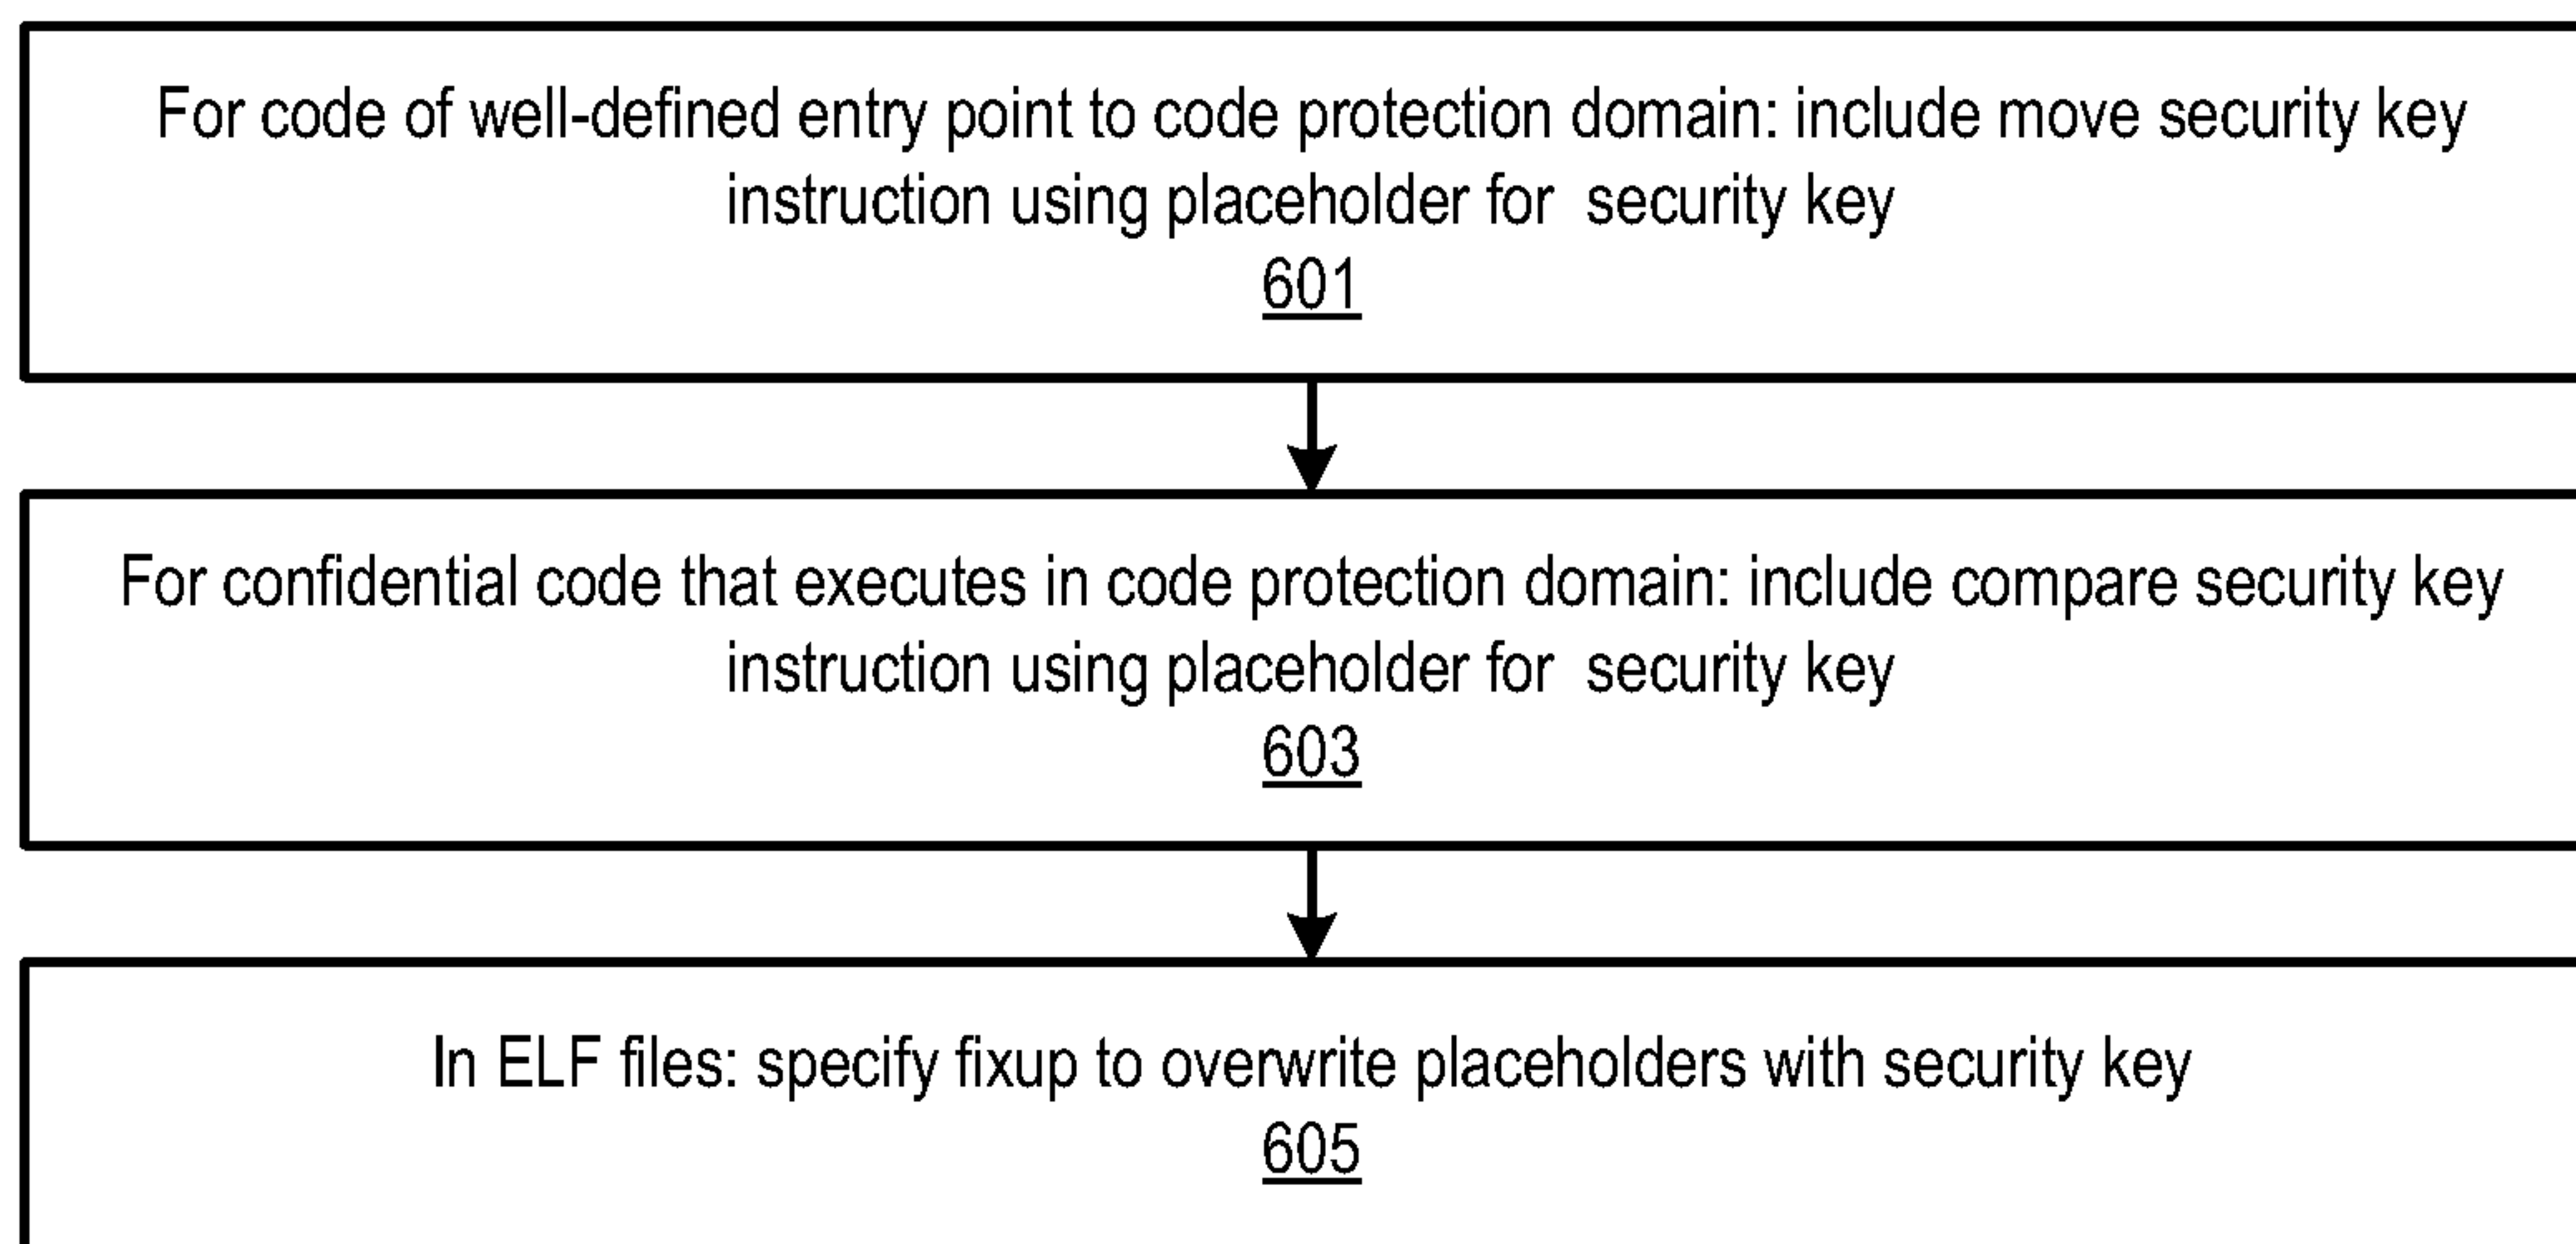 For code of well-defined entry point to code protection domain: include move security key
instruction using placeholder for security key
601
For confidential code that executes in code protection domain: include compare security key
instruction using placeholder for security key
603
In ELF files: specify fixup to overwrite placeholders with security key
605